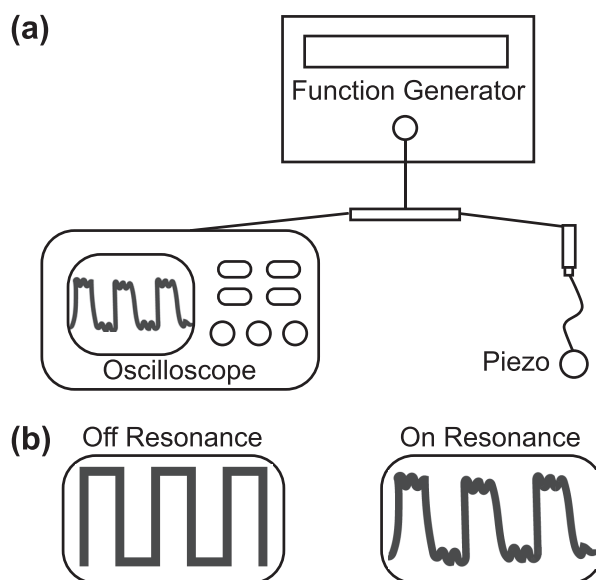 (a)
Function Generator
Oscilloscope
Piezo
(b)
Off Resonance
On Resonance